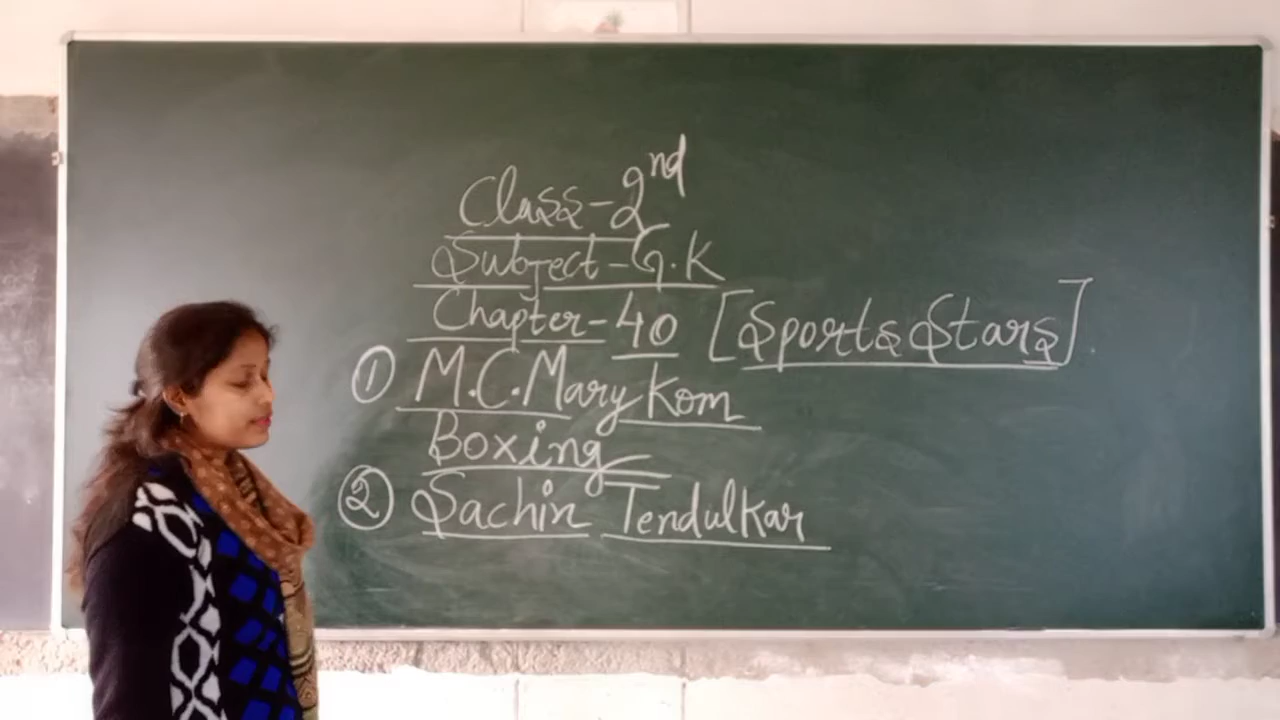 Class-2nd
Subject-G.K
Chapter-40 [Sports Stars].
① M.C.Mary Kom
Boxing
② Sachin Tendulkar